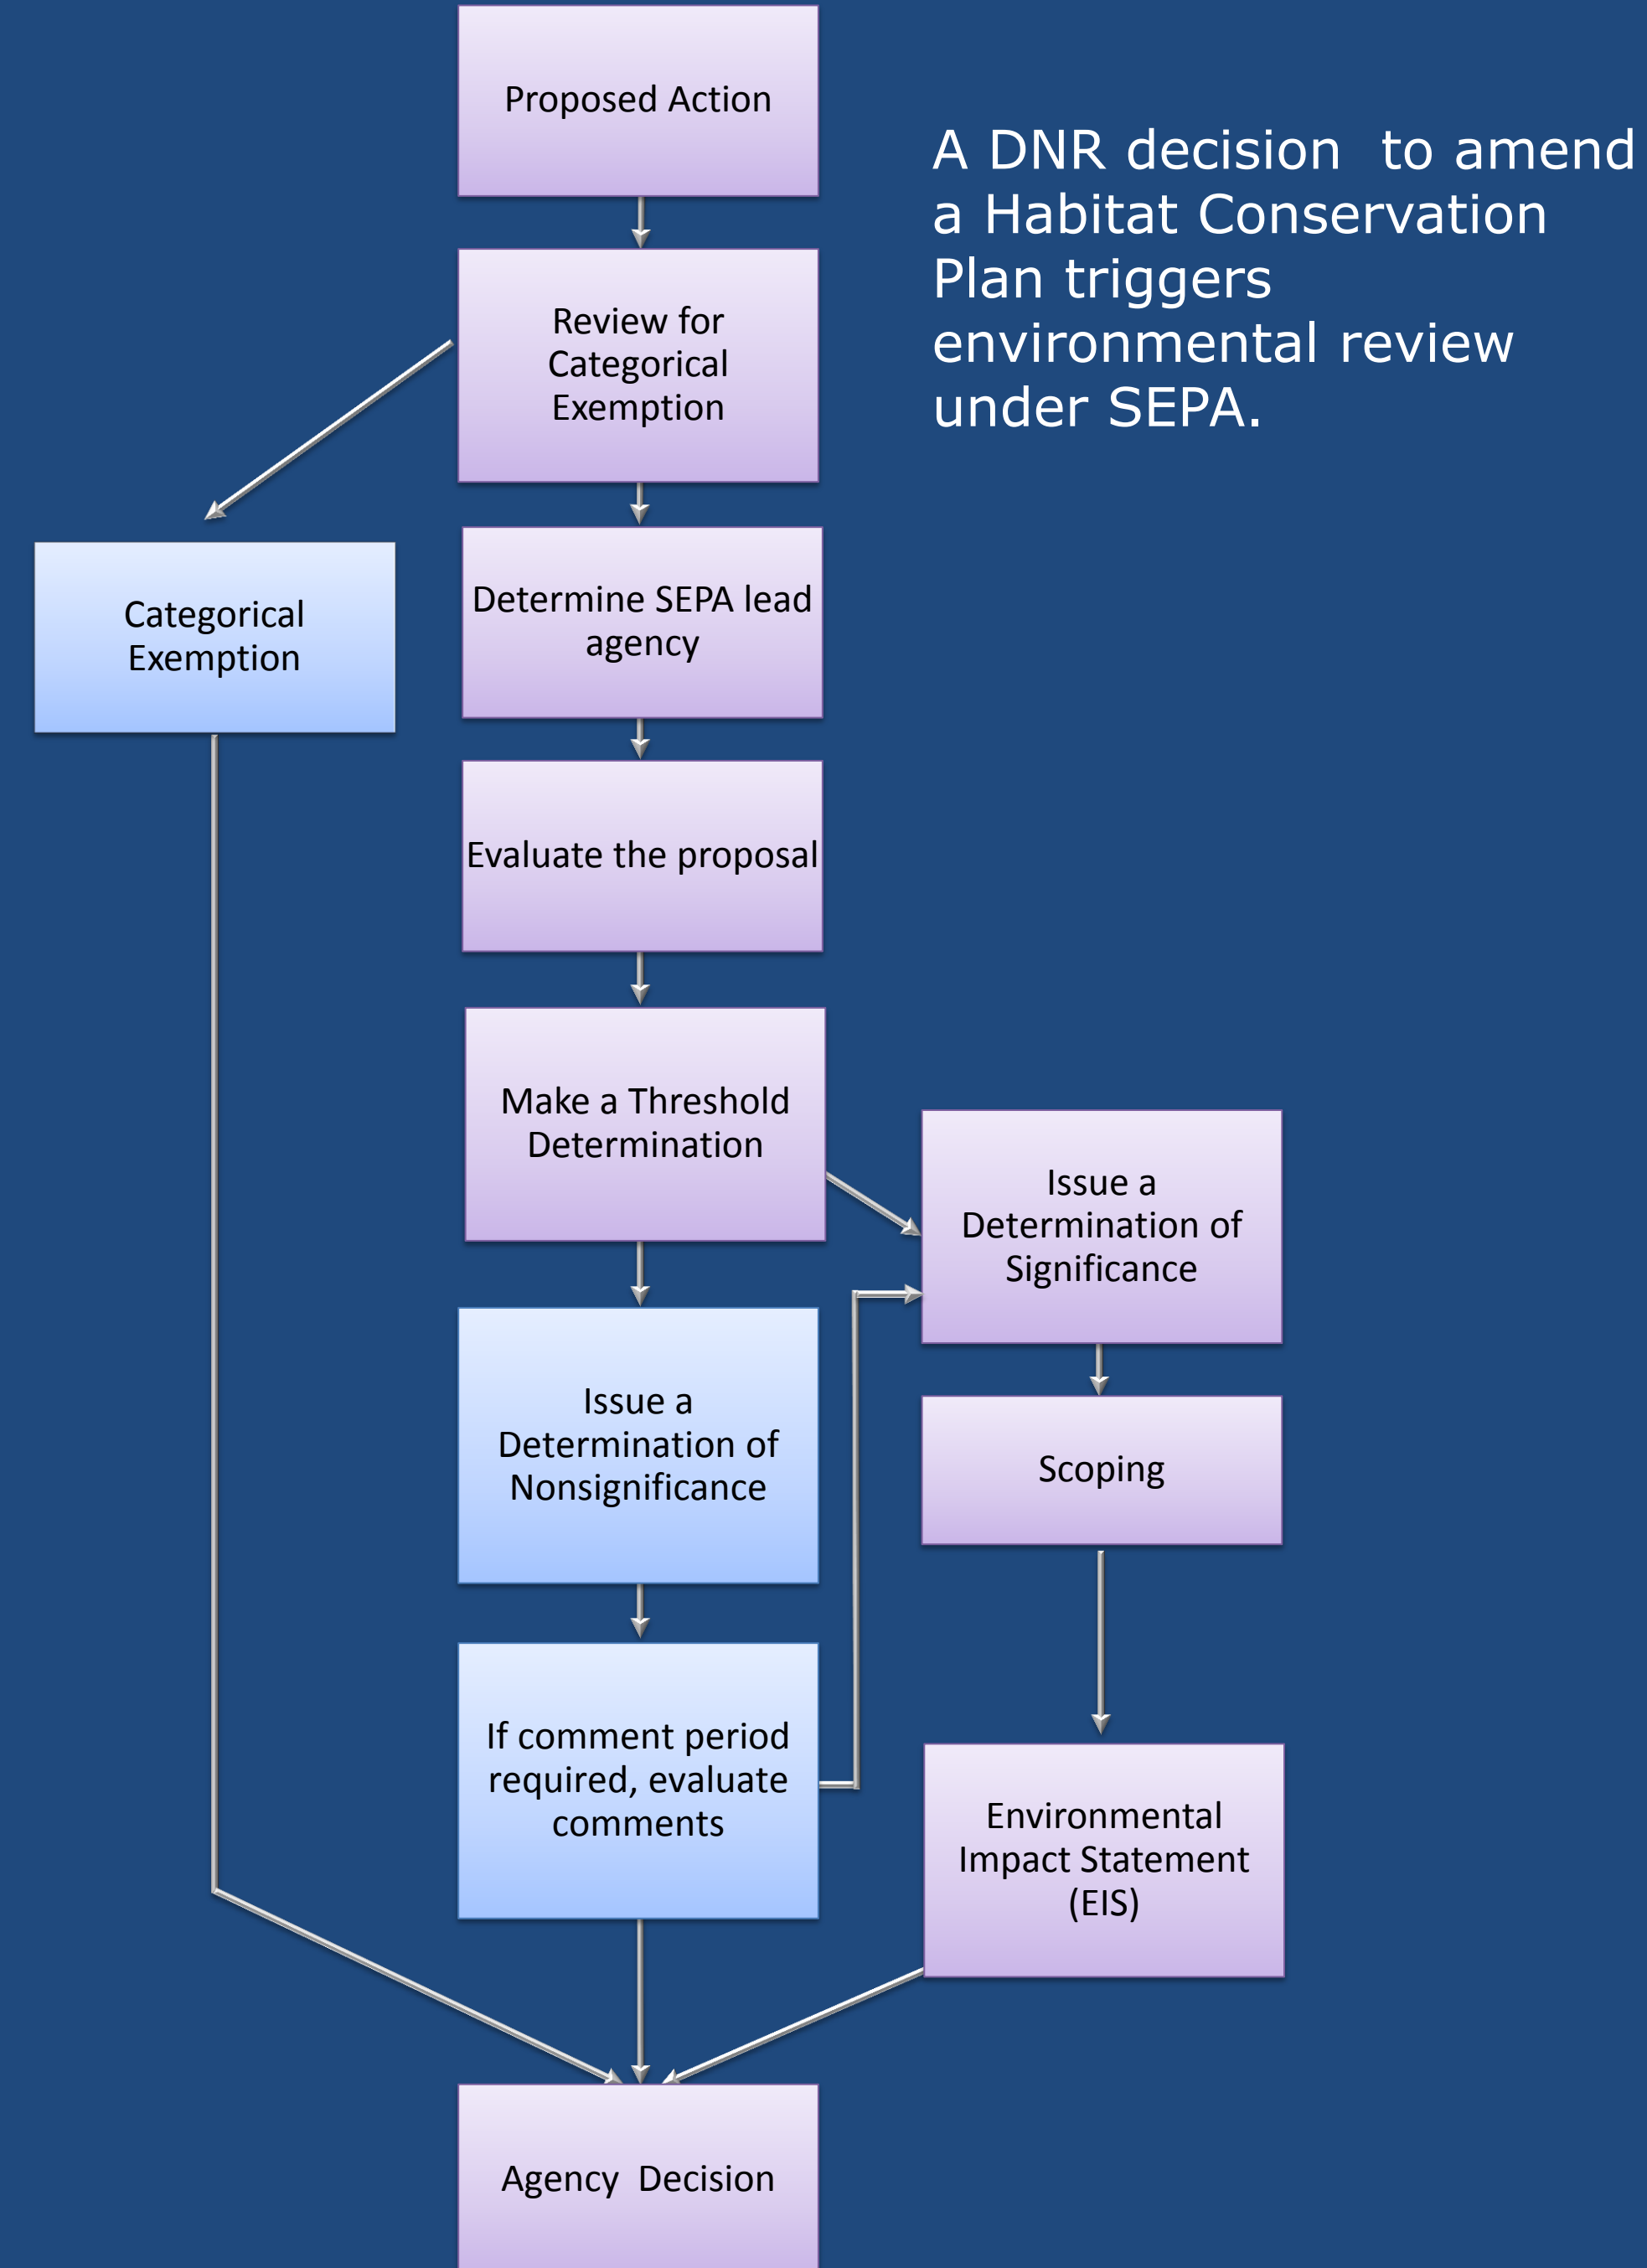 Proposed Action
A DNR decision  to amend
a Habitat Conservation
Plan triggers
environmental review
under SEPA.
Review for
Categorical
Exemption
Categorical
Exemption
Determine SEPA lead
agency
Evaluate the proposal
Make a Threshold
Determination
Issue a
Determination of
Significance
Issue a
Determination of
Nonsignificance
Scoping
If comment period
required, evaluate
comments
Environmental
Impact Statement
(EIS)
Agency  Decision